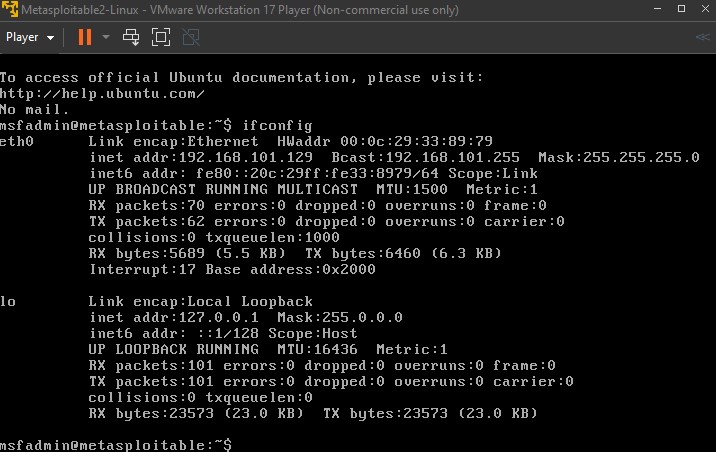 Metasploitable2-Linux - VMware Workstation 17 Player (Non-commercial use only)
Player
To access official Ubuntu documentation, please visit:
http://help.ubuntu.com/
No mail.
msfadmin@metasploitable:~$ ifconfig
eth0      Link encap:Ethernet  HWaddr 00:0c:29:33:89:79
          inet addr:192.168.101.129  Bcast:192.168.101.255  Mask:255.255.255.0
          inet6 addr: fe80::20c:29ff:fe33:8979/64 Scope:Link
          UP BROADCAST RUNNING MULTICAST  MTU:1500  Metric:1
          RX packets:70 errors:0 dropped:0 overruns:0 frame:0
          TX packets:62 errors:0 dropped:0 overruns:0 carrier:0
          collisions:0 txqueuelen:1000
          RX bytes:5689 (5.5 KB)  TX bytes:6460 (6.3 KB)
          Interrupt:17 Base address:0x2000
lo        Link encap:Local Loopback
          inet addr:127.0.0.1  Mask:255.0.0.0
          inet6 addr: ::1/128 Scope:Host
          UP LOOPBACK RUNNING  MTU:16436  Metric:1
          RX packets:101 errors:0 dropped:0 overruns:0 frame:0
          TX packets:101 errors:0 dropped:0 overruns:0 carrier:0
          collisions:0 txqueuelen:0
          RX bytes:23573 (23.0 KB)  TX bytes:23573 (23.0 KB)
msfadmin@metasploitable:~$